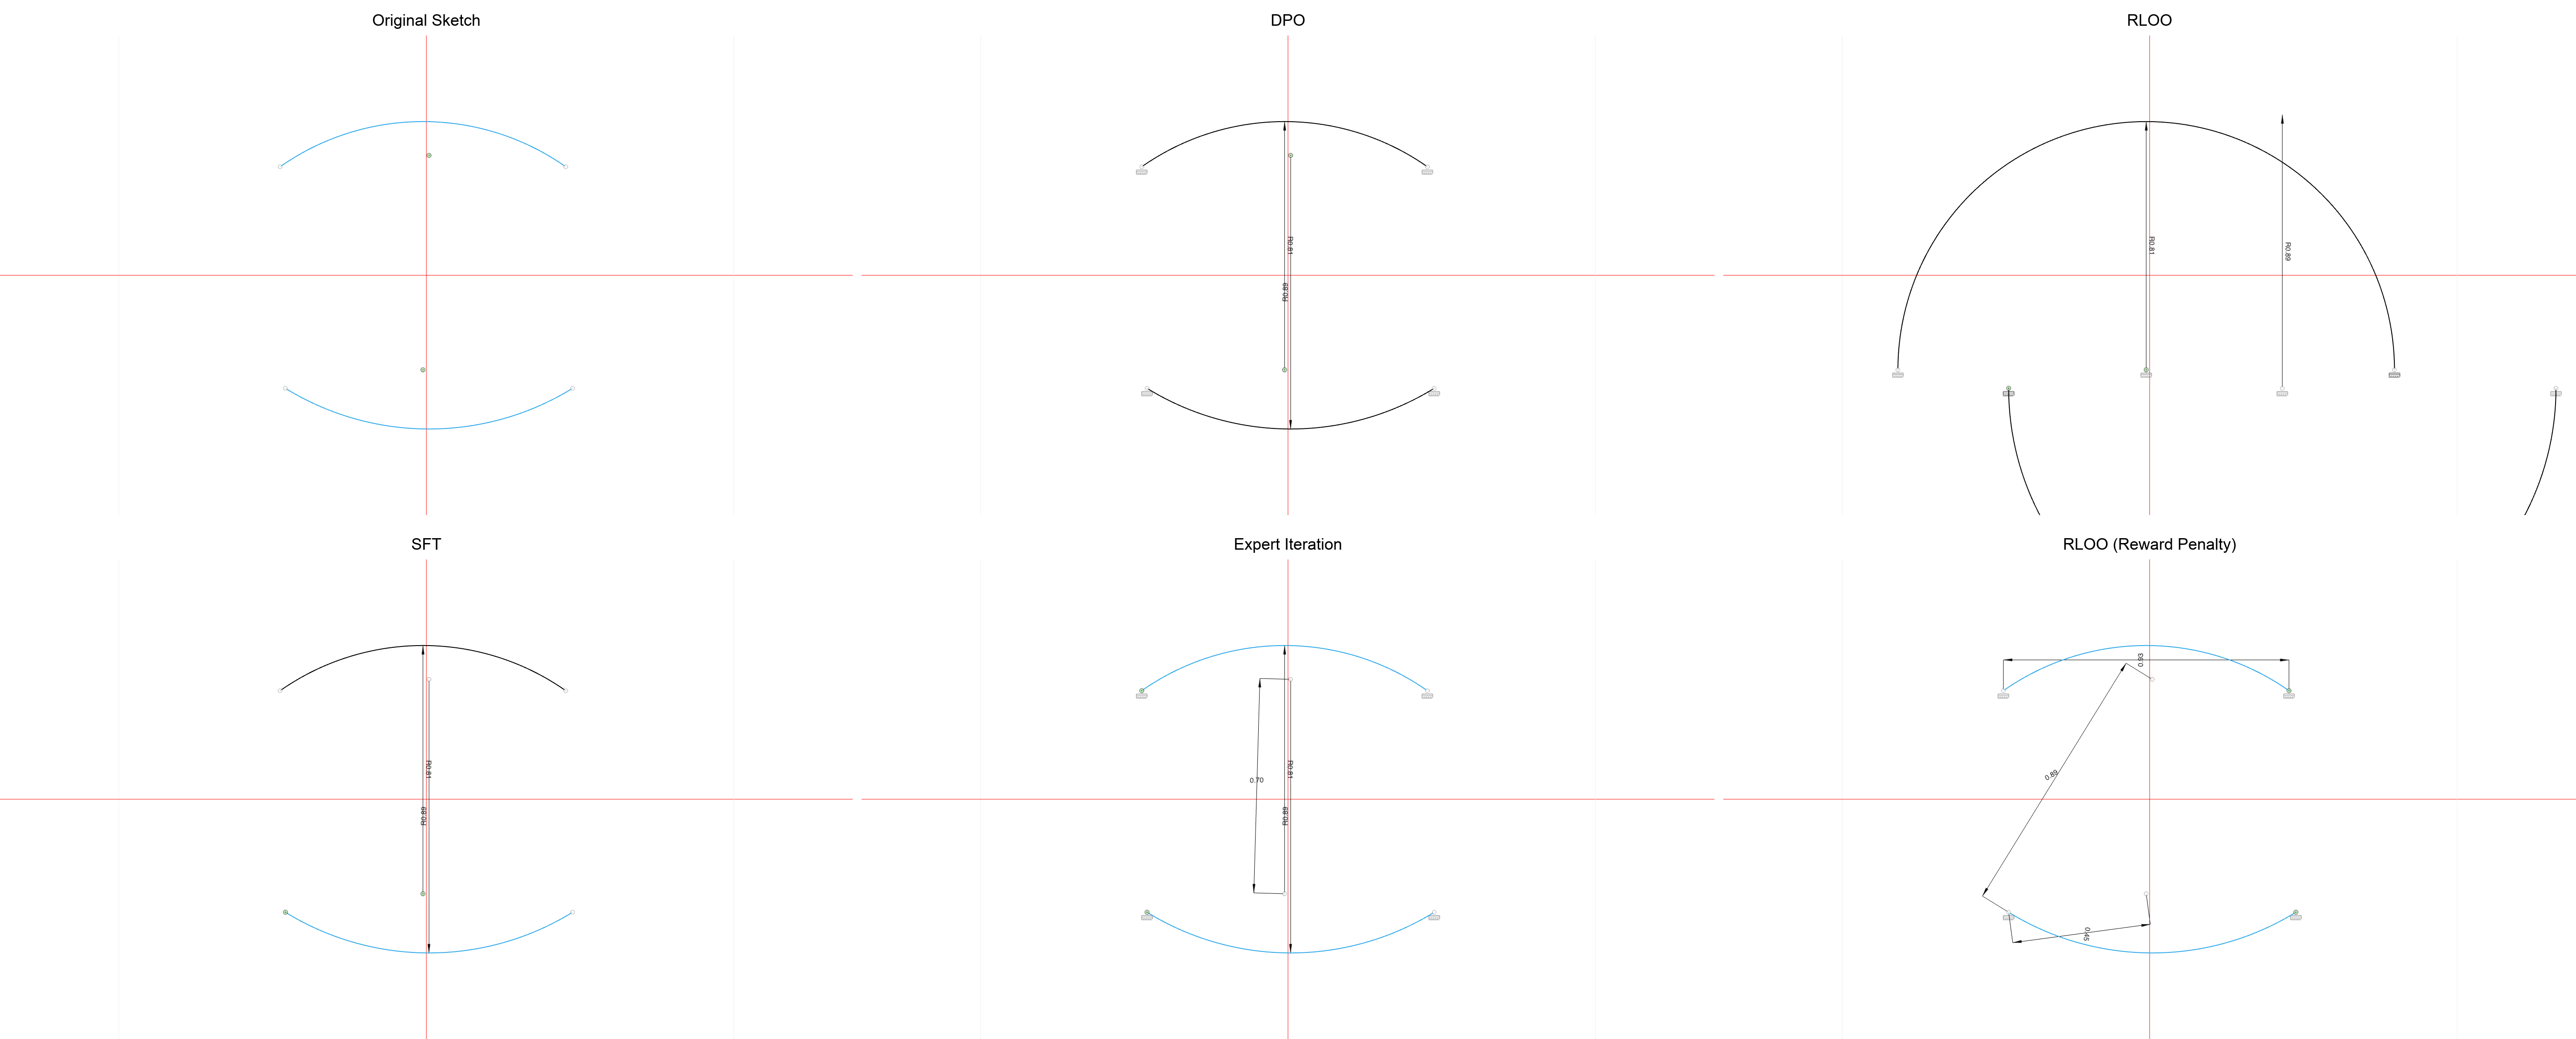 Original Sketch
DPO
RLOO
R0.81
R0.89
R0.81
R0.89
SFT
Expert Iteration
RLOO (Reward Penalty)
R0.81
R0.89
0.70
R0.81
R0.89
0.93
0.89
0.45